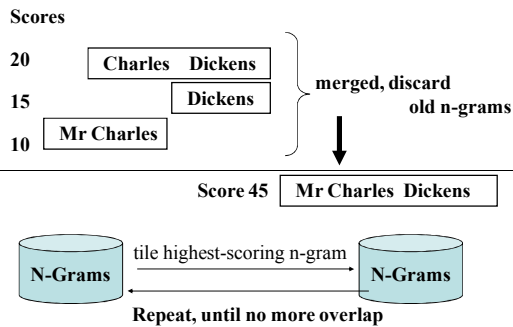 Scores
20 Charles Dickens
15 Dickens
10 Mr Charles
merged, discard
old n-grams
Score 45 Mr Charles Dickens
N-Grams
tile highest-scoring n-gram
N-Grams
Repeat, until no more overlap